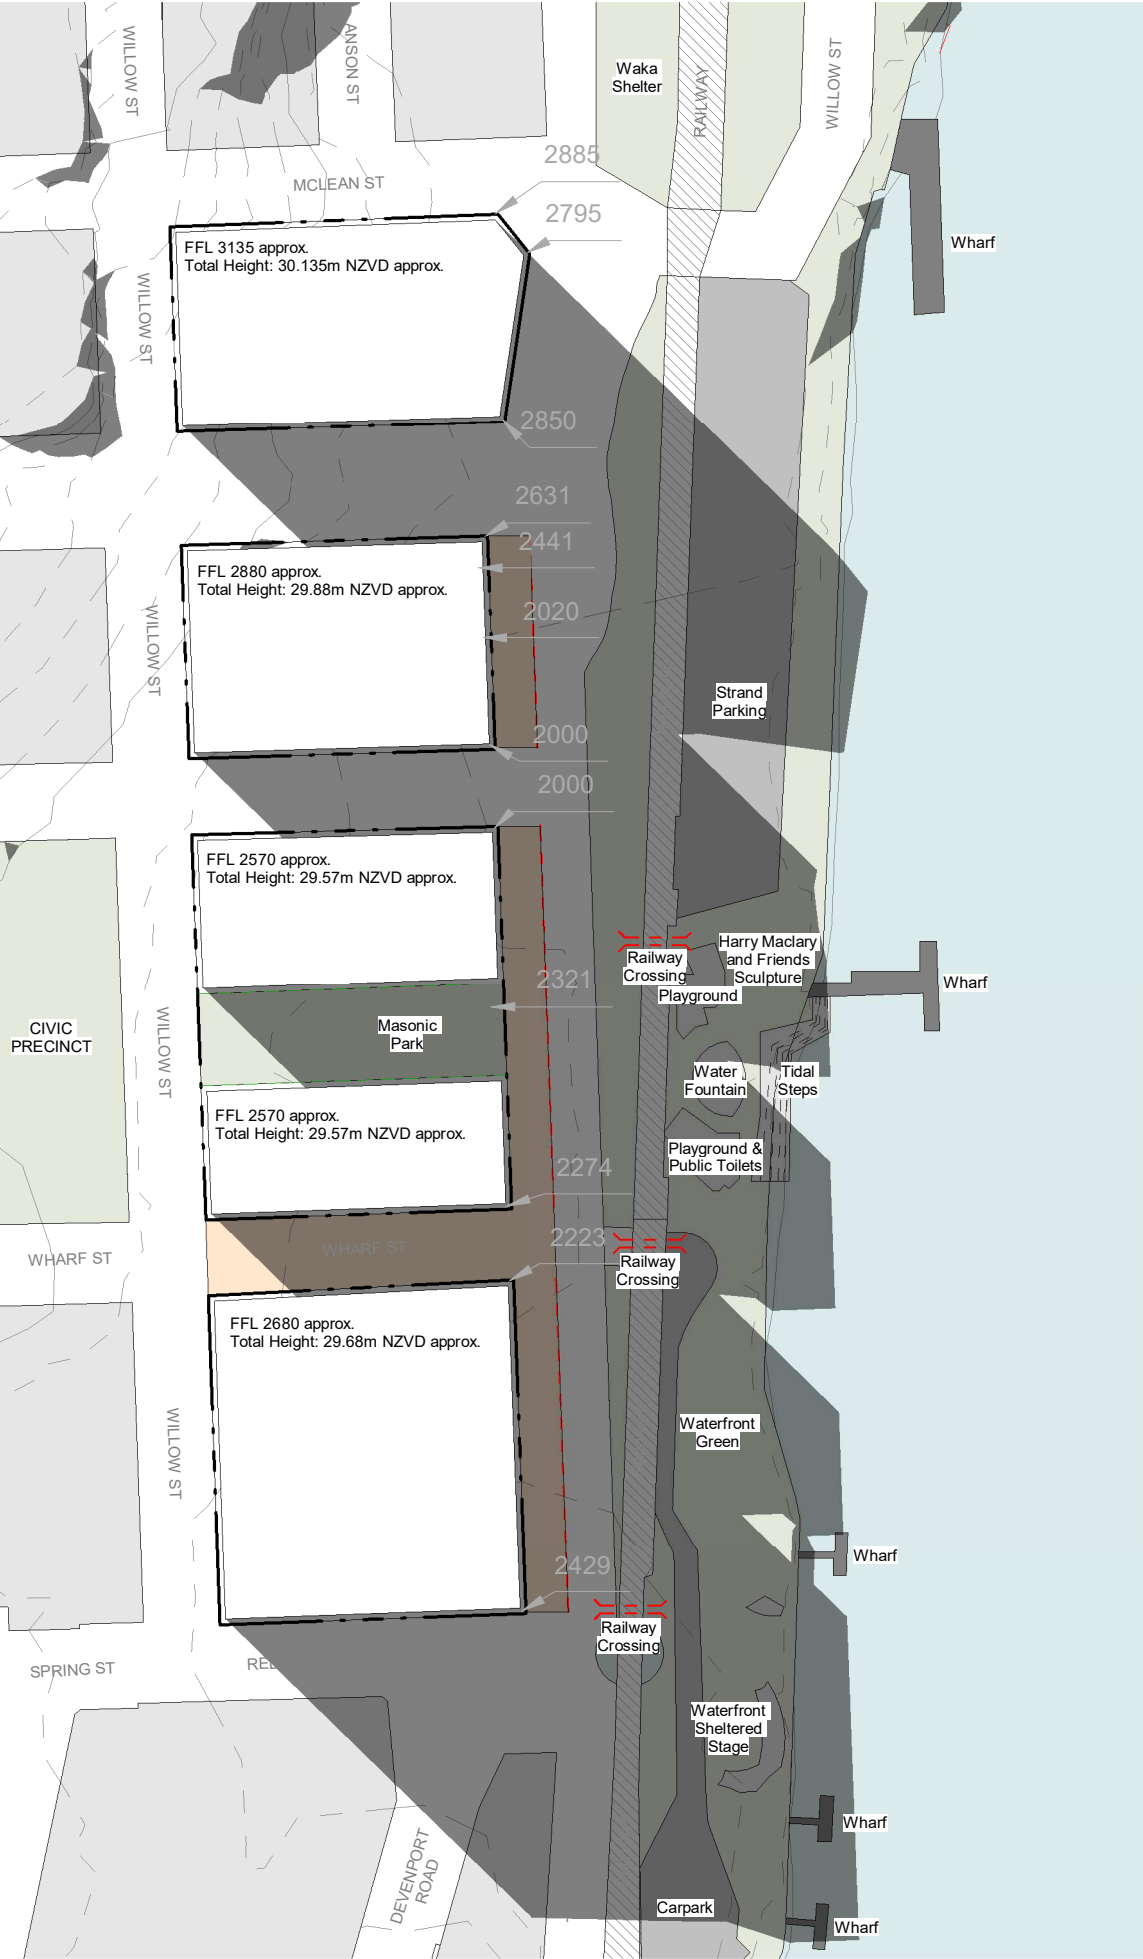 WILLOW ST
ANSON ST
Waka
Shelter
RAILWAY
WILLOW ST
MCLEAN ST
2885
2795
Wharf
FFL 3135 approx.
Total Height: 30.135m NZVD approx.
WILLOW ST
2850
2631
2441
FFL 2880 approx.
Total Height: 29.88m NZVD approx.
2020
WILLOW ST
Strand
Parking
2000
2000
FFL 2570 approx.
Total Height: 29.57m NZVD approx.
Railway
Crossing
Harry Maclary
and Friends
Sculpture
Playground
Wharf
2321
CIVIC
PRECINCT
WILLOW ST
Masonic
Park
Water
Fountain
Tidal
Steps
FFL 2570 approx.
Total Height: 29.57m NZVD approx.
Playground &
Public Toilets
2274
WHARF ST
WHARF ST
2223
Railway
Crossing
FFL 2680 approx.
Total Height: 29.68m NZVD approx.
WILLOW ST
Waterfront
Green
2429
Wharf
Railway
Crossing
SPRING ST
Waterfront
Sheltered
Stage
Wharf
DEVENPORT
ROAD
Carpark
Wharf